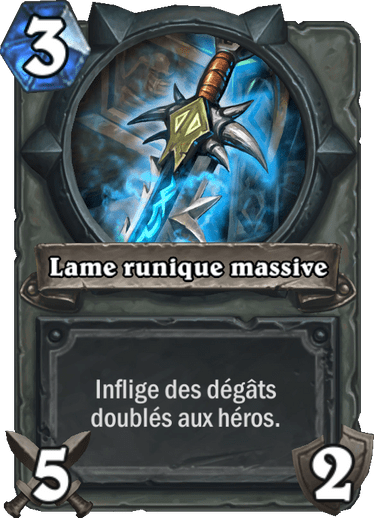 3
Lame runique massive
Inflige des dégâts
doublés aux héros.
5
2